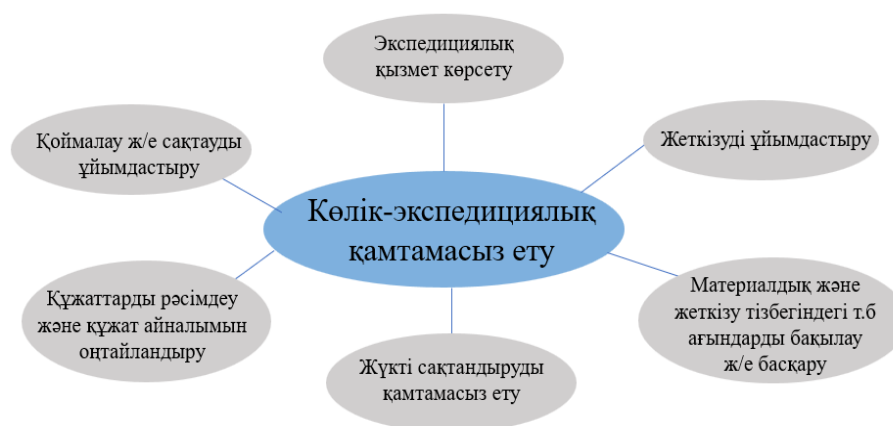 Экспедициялық
қызмет көрсету
Қоймалау ж/е сақтауды
ұйымдастыру
Жеткізуді ұйымдастыру
Көлік-экспедициялық
қамтамасыз ету
Құжаттарды рәсімдеу
және құжат айналымын
оңтайландыру
Материалдық және
жеткізу тізбегіндегі т.б
ағындарды бақылау
ж/е басқару
Жүкті сақтандыруды
қамтамасыз ету